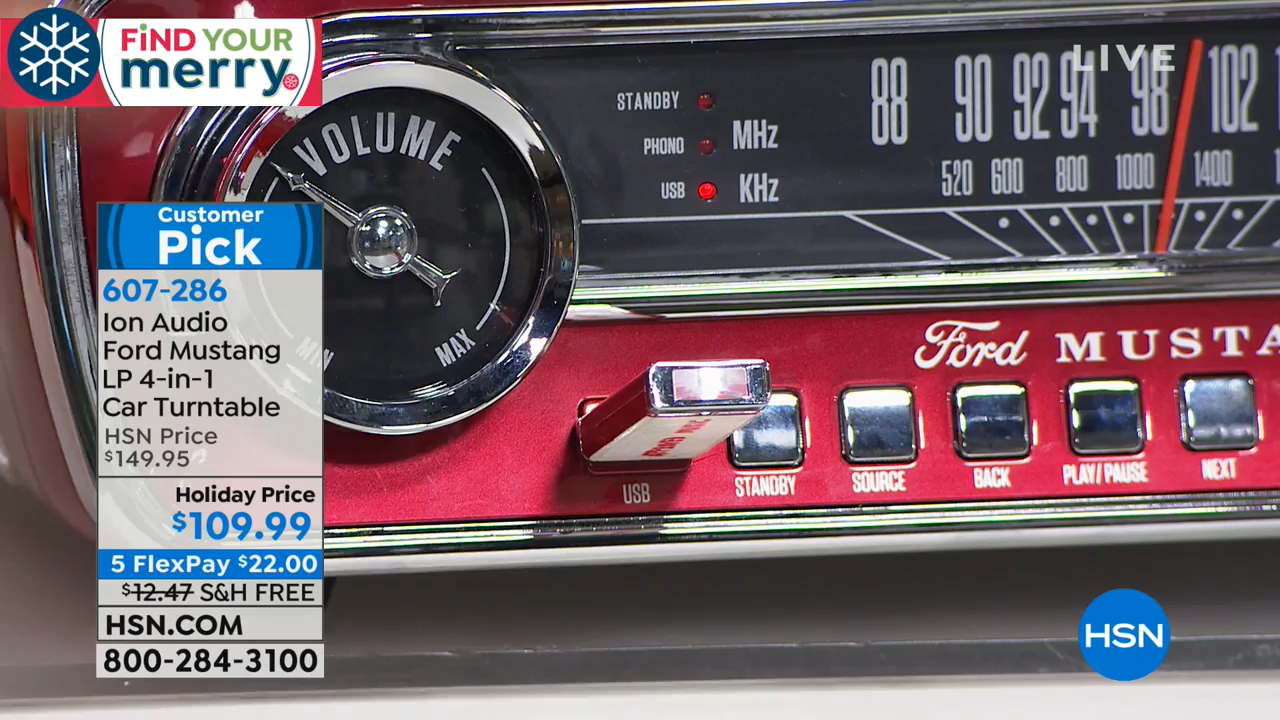 FiND YOUR
merry.
LIVE
Customer
Pick
607-286
Ion Audio
Ford Mustang
LP 4-in-1
Car Turntable
HSN Price
$149.95
Holiday Price
$109.99
5 FlexPay $22.00
$12.47 S&H FREE
HSN.COM
800-284-3100
VOLUME
MIN
MAX
STANDBY
PHONO
USB
MHz
KHz
88 90 92 94 98 102
520 600 800 1000 1400
Ford MUSTA
USB
STANDBY
SOURCE
BACK
PLAY/PAUSE
NEXT
HSN